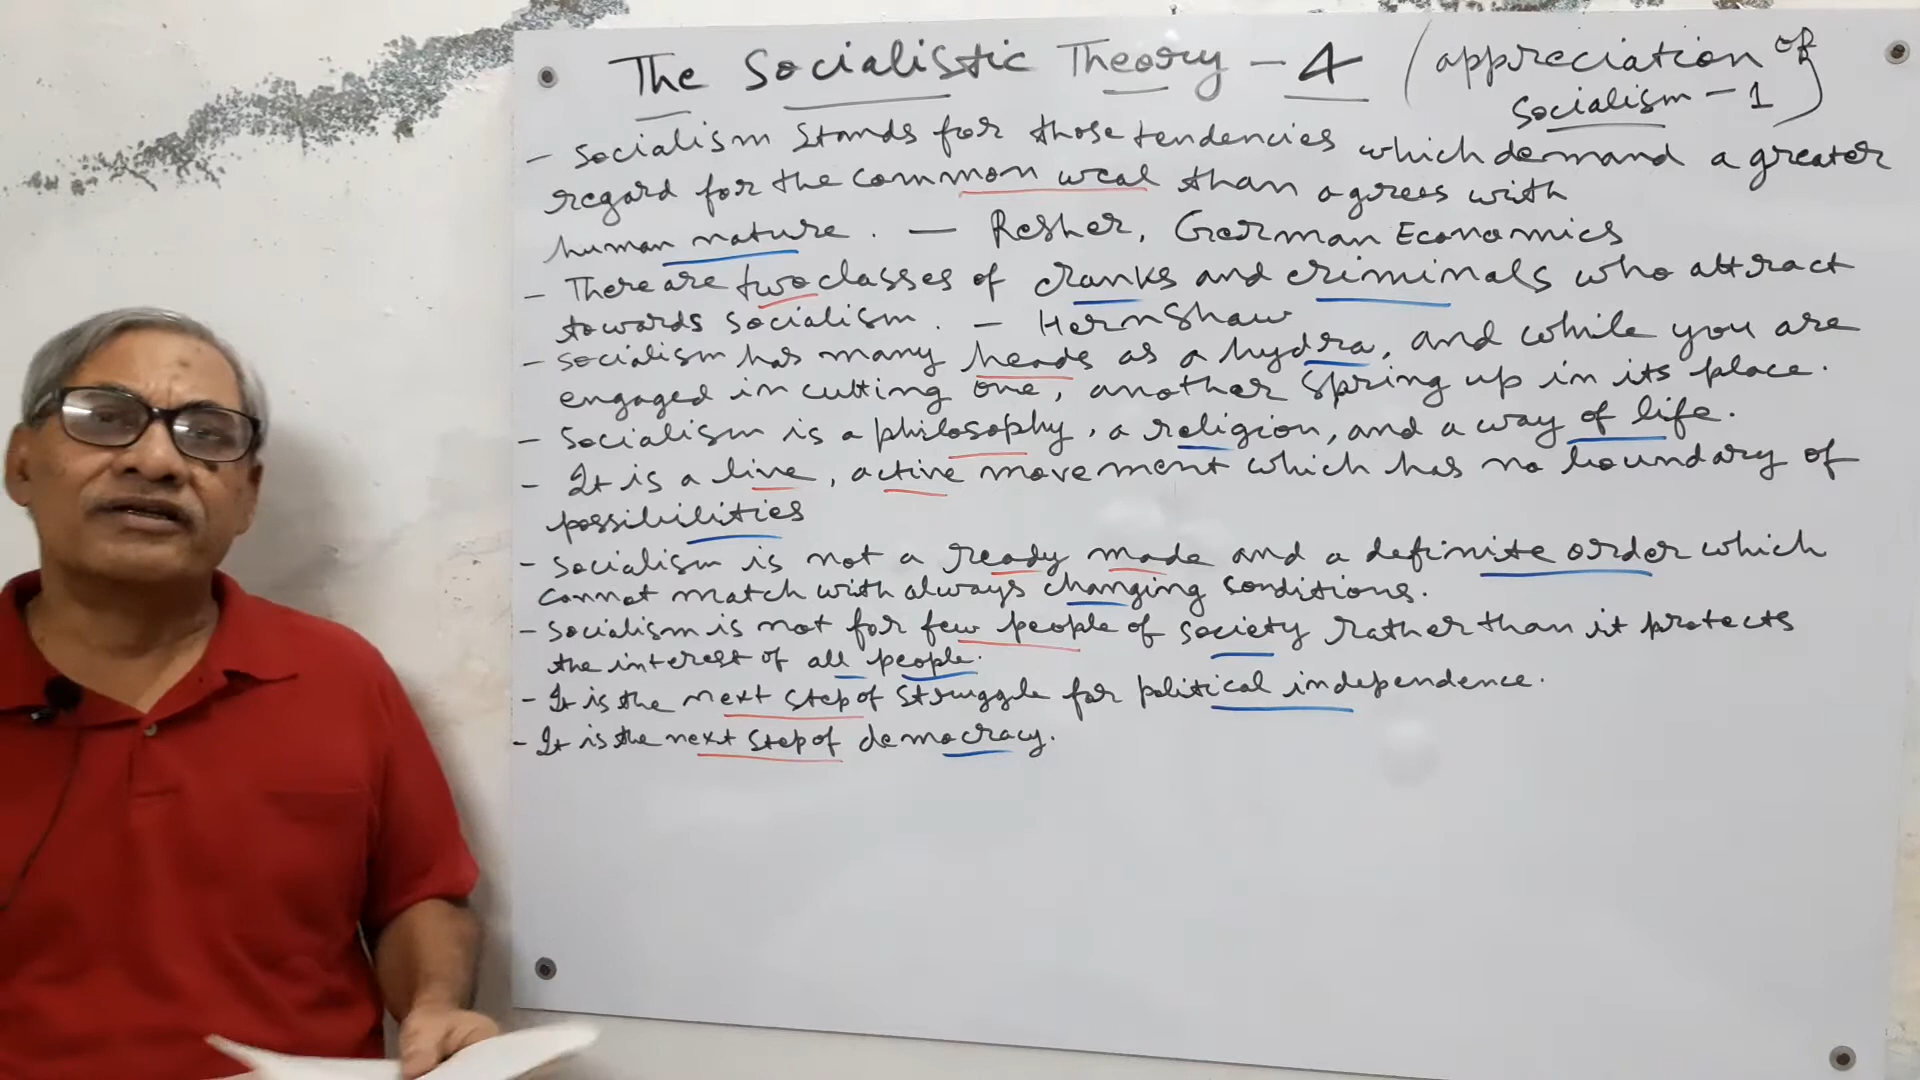 The Socialistic Theory - 4 (appreciation of
Socialism - 1)
- Socialism Stands for those tendencies which demand a greater
regard for the common weal than agrees with
human nature. — Resher, German Economics
- There are two classes of cranks and criminals who attract
towards socialism. - Hernshaw
- Socialism has many heads as a hydra, and while you are
engaged in cutting one, another spring up in its place.
- Socialism is a philosophy, a religion, and a way of life.
- It is a live, active movement which has no boundary of
possibilities
- Socialism is not a ready made and a definite order which
cannot match with always changing conditions.
- Socialism is not for few people of society rather than it protects
the interest of all people.
- It is the next step of struggle for political independence.
- It is the next step of democracy.